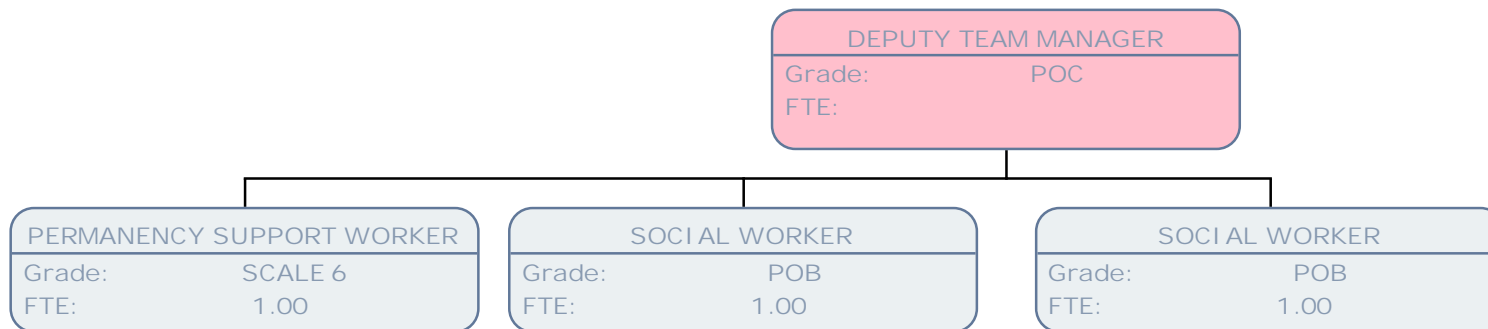 DEPUTY TEAM MANAGER
Grade: POC
FTE:
PERMANENCY SUPPORT WORKER
Grade: SCALE 6
FTE: 1.00
SOCIAL WORKER
Grade: POB
FTE: 1.00
SOCIAL WORKER
Grade: POB
FTE: 1.00